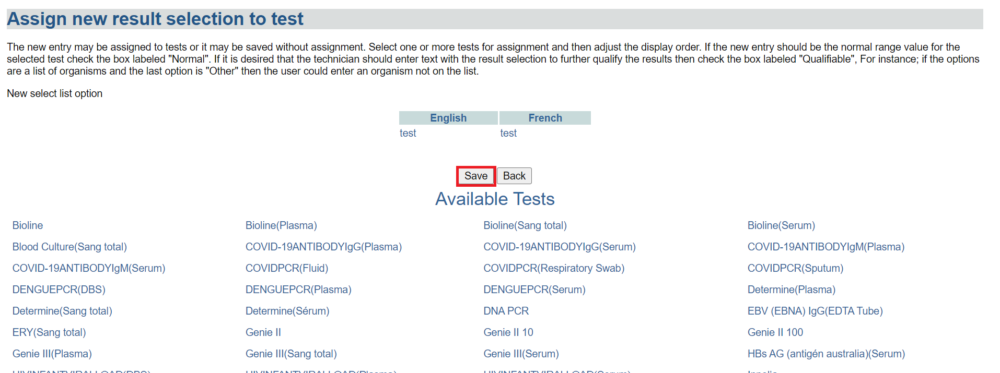 Assign new result selection to test
The new entry may be assigned to tests or it may be saved without assignment. Select one or more tests for assignment and then adjust the display order. If the new entry should be the normal range value for the
selected test check the box labeled "Normal". If it is desired that the technician should enter text with the result selection to further qualify the results then check the box labeled "Qualifiable", For instance; if the options
are a list of organisms and the last option is "Other" then the user could enter an organism not on the list.
New select list option
English French
test test
Save Back
Available Tests
Bioline Bioline(Plasma) Bioline(Sang total) Bioline(Serum)
Blood Culture(Sang total) COVID-19ANTIBODYIgG(Plasma) COVID-19ANTIBODYIgG(Serum) COVID-19ANTIBODYIgM(Plasma)
COVID-19ANTIBODYIgM(Serum) COVIDPCR(Fluid) COVIDPCR(Respiratory Swab) COVIDPCR(Sputum)
DENGUEPCR(DBS) DENGUEPCR(Plasma) DENGUEPCR(Serum) Determine(Plasma)
Determine(Sang total) Determine(Sérum) DNA PCR EBV (EBNA) IgG(EDTA Tube)
ERY(Sang total) Genie II Genie II 10 Genie II 100
Genie III(Plasma) Genie III(Sang total) Genie III(Serum) HBs AG (antigén australia)(Serum)